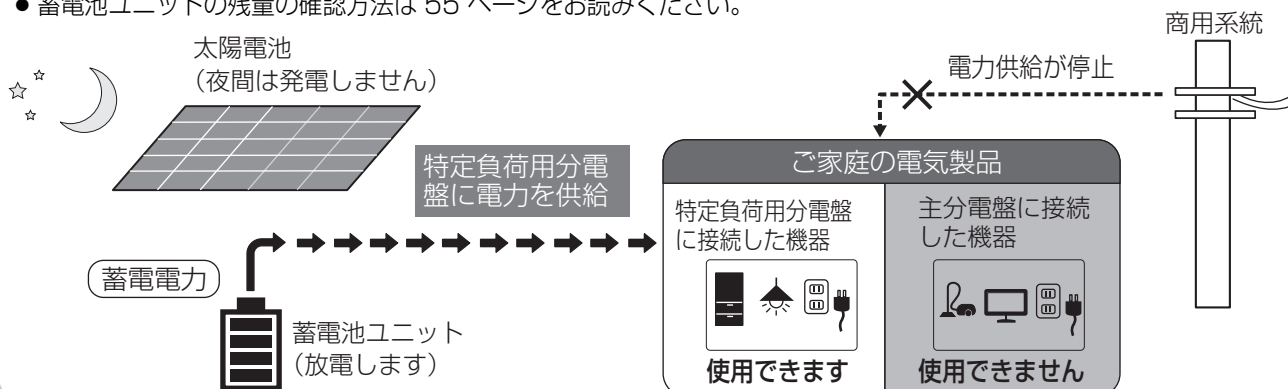 ● 蓄電池ユニットの残量の確認方法は 55 ページをお読みください。
商用系統
太陽電池
(夜間は発電しません)
電力供給が停止
特定負荷用分電
盤に電力を供給
ご家庭の電気製品
特定負荷用分電盤
に接続した機器
主分電盤に接続
した機器
蓄電電力
蓄電池ユニット
(放電します)
使用できます
使用できません